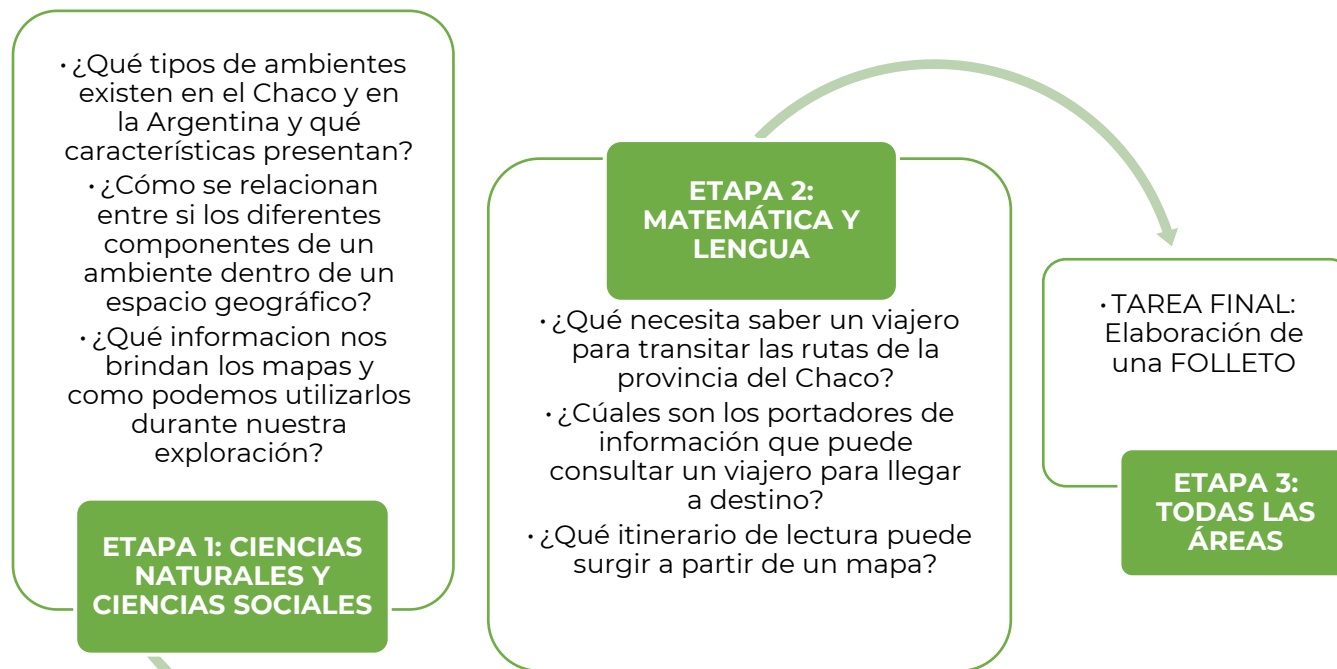 · ¿Qué tipos de ambientes
existen en el Chaco y en
la Argentina y qué
características presentan?
· ¿Cómo se relacionan
entre si los diferentes
componentes de un
ambiente dentro de un
espacio geográfico?
· ¿Qué informacion nos
brindan los mapas y
como podemos utilizarlos
durante nuestra
exploración?
ETAPA 1: CIENCIAS
NATURALES Y
CIENCIAS SOCIALES
ETAPA 2:
MATEMÁTICA Y
LENGUA
· ¿Qué necesita saber un viajero
para transitar las rutas de la
provincia del Chaco?
· ¿Cúales son los portadores de
información que puede
consultar un viajero para llegar
a destino?
· ¿Qué itinerario de lectura puede
surgir a partir de un mapa?
· TAREA FINAL:
Elaboración de
una FOLLETO
ETAPA 3:
TODAS LAS
ÁREAS